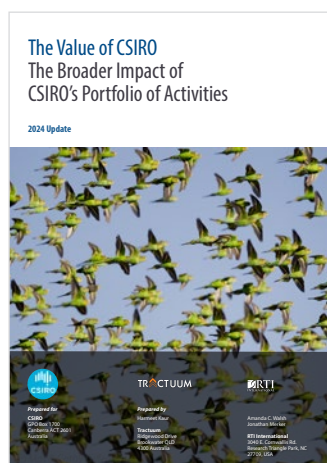 The Value of CSIRO
The Broader Impact of
CSIRO's Portfolio of Activities
2024 Update
CSIRO
TRACTUUM
RTI
INTERNATIONAL
Prepared for
CSIRO
GPO Box 1700
Canberra ACT 2601
Australia
Prepared by
Harmeet Kaur
Tractuum
Ridgewood Drive
Brookwater QLD
4300 Australia
Amanda C. Walsh
Jonathan Merker
RTI International
3040 E. Cornwallis Rd.
Research Triangle Park, NC
27709, USA